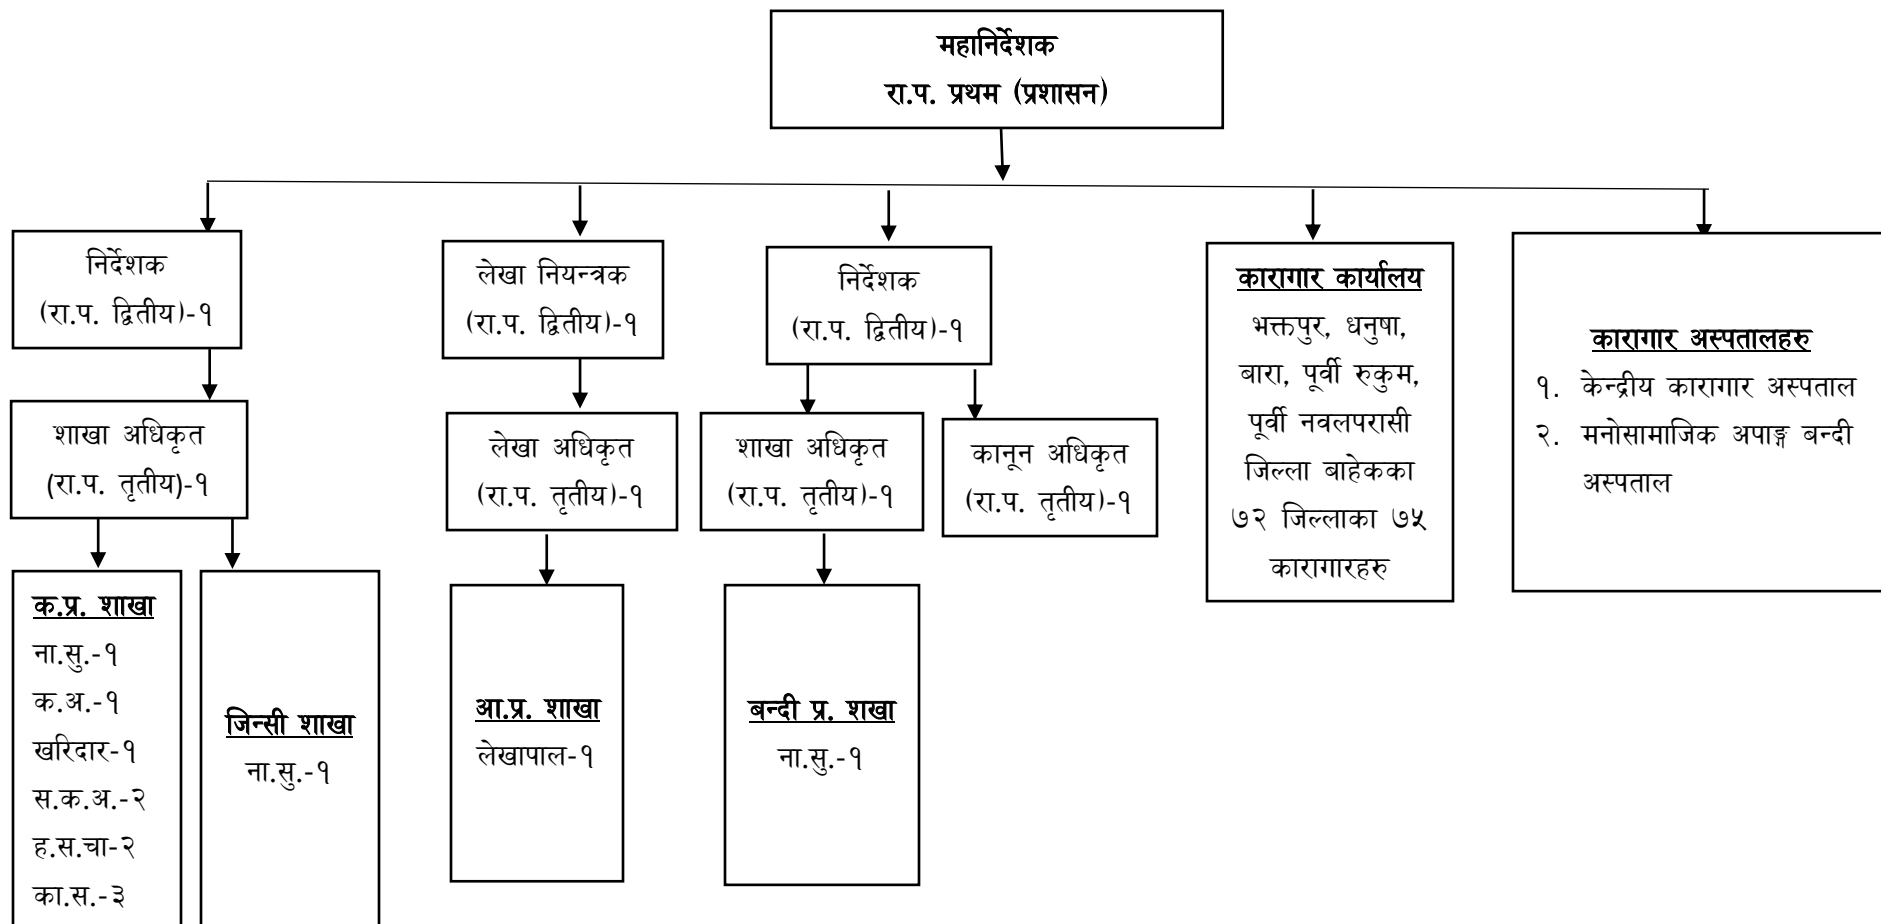 महानिर्देशक
रा.प. प्रथम (प्रशासन)
निर्देशक
(रा.प. द्वितीय)-१
लेखा नियन्त्रक
(रा.प. द्वितीय)-१
निर्देशक
(रा.प. द्वितीय)-१
कारागार कार्यालय
भक्तपुर, धनुषा,
बारा, पूर्वी रुकुम,
पूर्वी नवलपरासी
जिल्ला बाहेकका
७२ जिल्लाका ७५
कारागारहरु
कारागार अस्पतालहरु
१. केन्द्रीय कारागार अस्पताल
२. मनोसामाजिक अपाङ्ग बन्दी
अस्पताल
शाखा अधिकृत
(रा.प. तृतीय)-१
लेखा अधिकृत
(रा.प. तृतीय)-१
शाखा अधिकृत
(रा.प. तृतीय)-१
कानून अधिकृत
(रा.प. तृतीय)-१
क.प्र. शाखा
ना.सु.-१
क.अ.-१
खरिदार-१
स.क.अ.-२
ह.स.चा-२
का.स.-३
जिन्सी शाखा
ना.सु.-१
आ.प्र. शाखा
लेखापाल-१
बन्दी प्र. शखा
ना.सु.-१